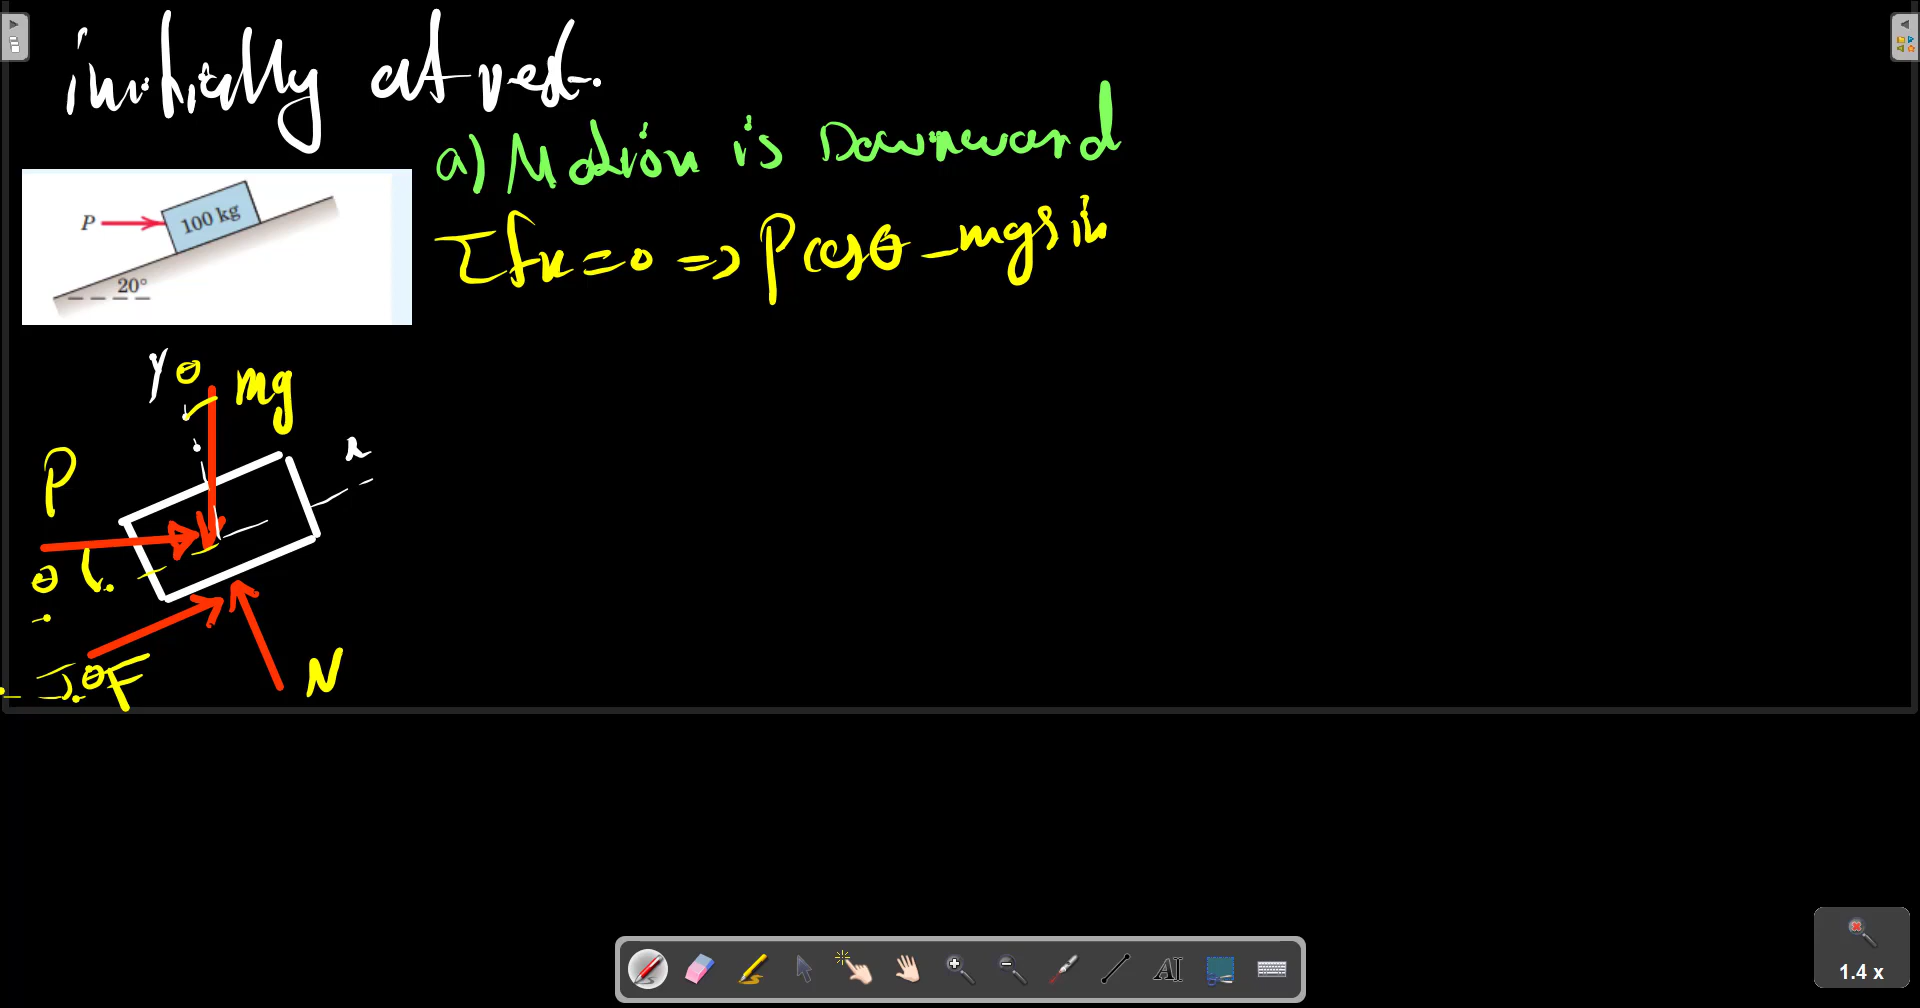 initially at rest.
a) Motion is Downward
P
100 kg
20°
Σfx=0 => Pcosθ - mgsin
y θ mg
x
P
θ
θ F
N
1.4 x